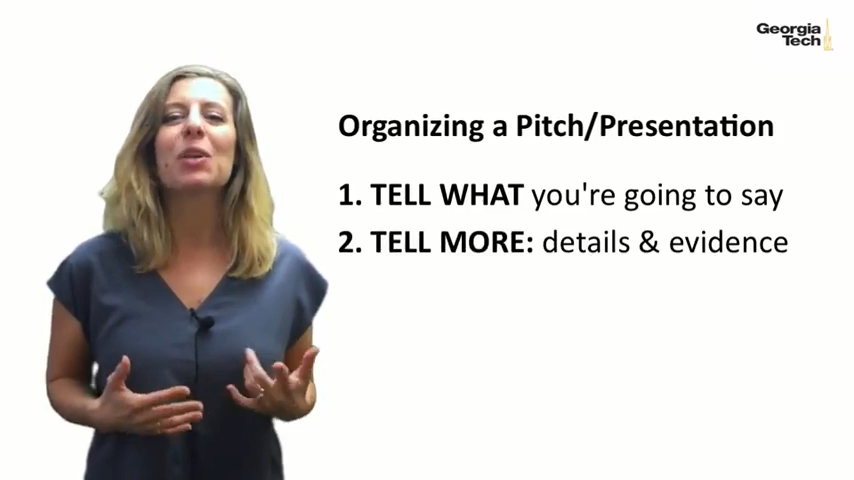 Georgia
Tech
Organizing a Pitch/Presentation
1. TELL WHAT you're going to say
2. TELL MORE: details & evidence